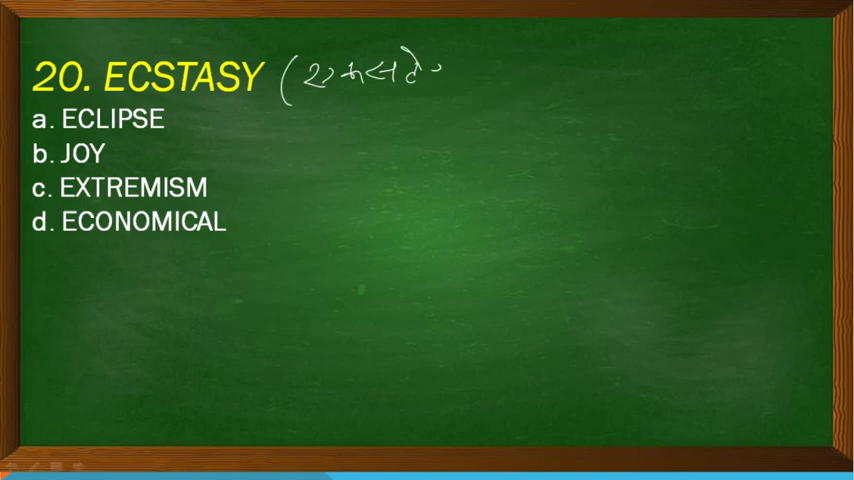 20. ECSTASY (
a. ECLIPSE
b. JOY
c. EXTREMISM
d. ECONOMICAL